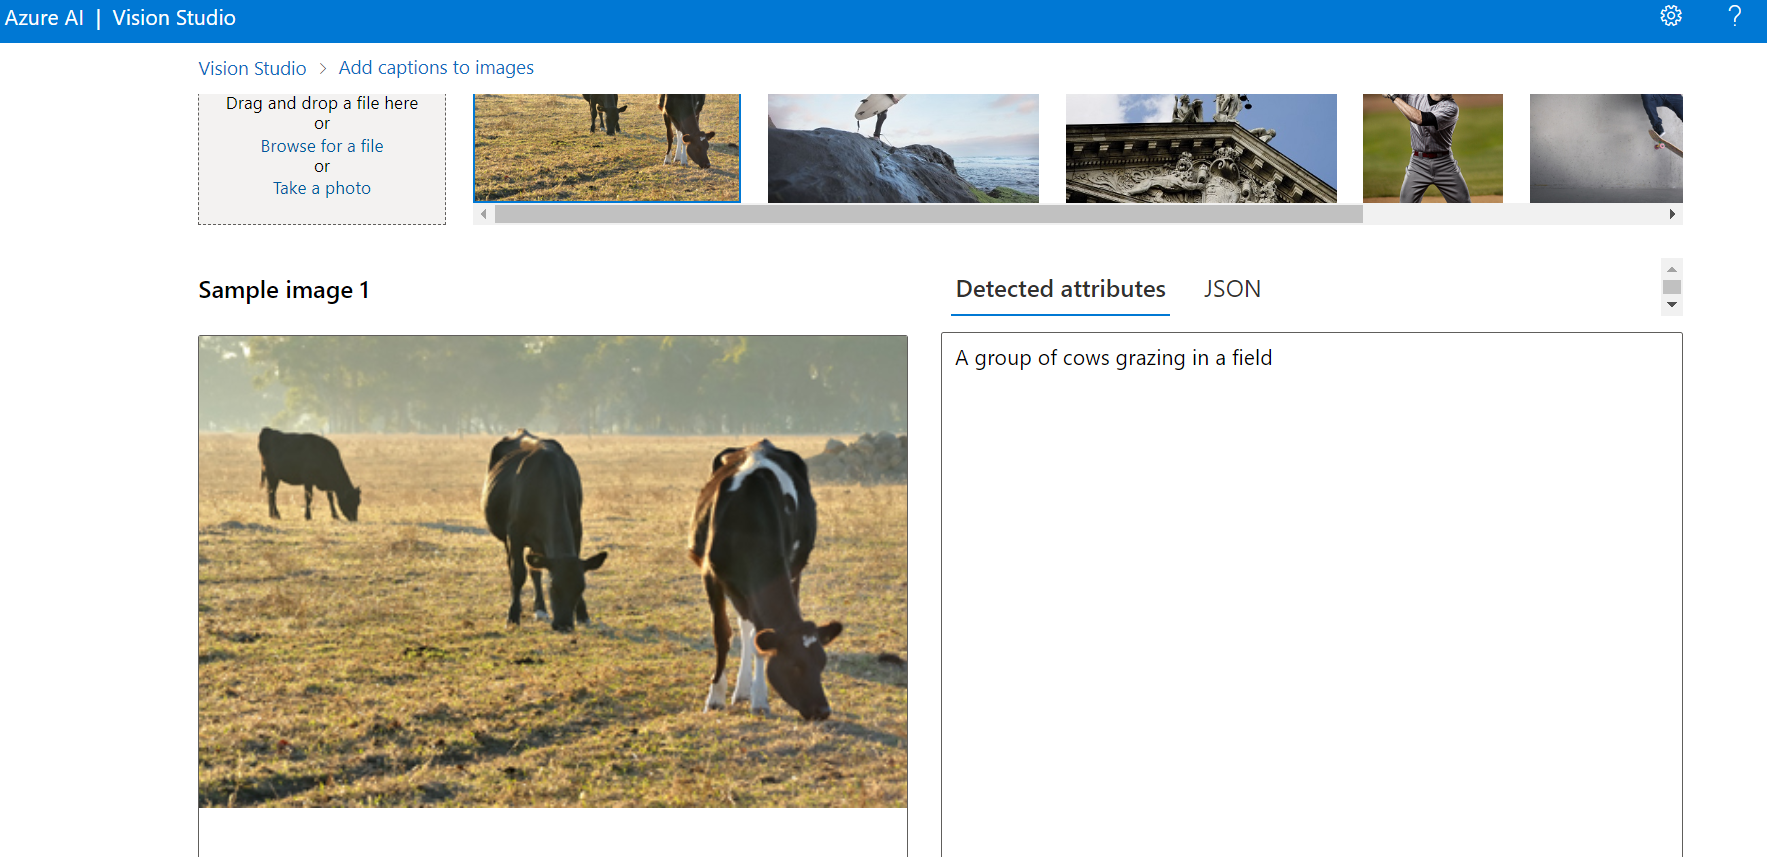 Azure AI | Vision Studio
?
Vision Studio > Add captions to images
Drag and drop a file here
or
Browse for a file
or
Take a photo
Sample image 1
Detected attributes JSON
A group of cows grazing in a field